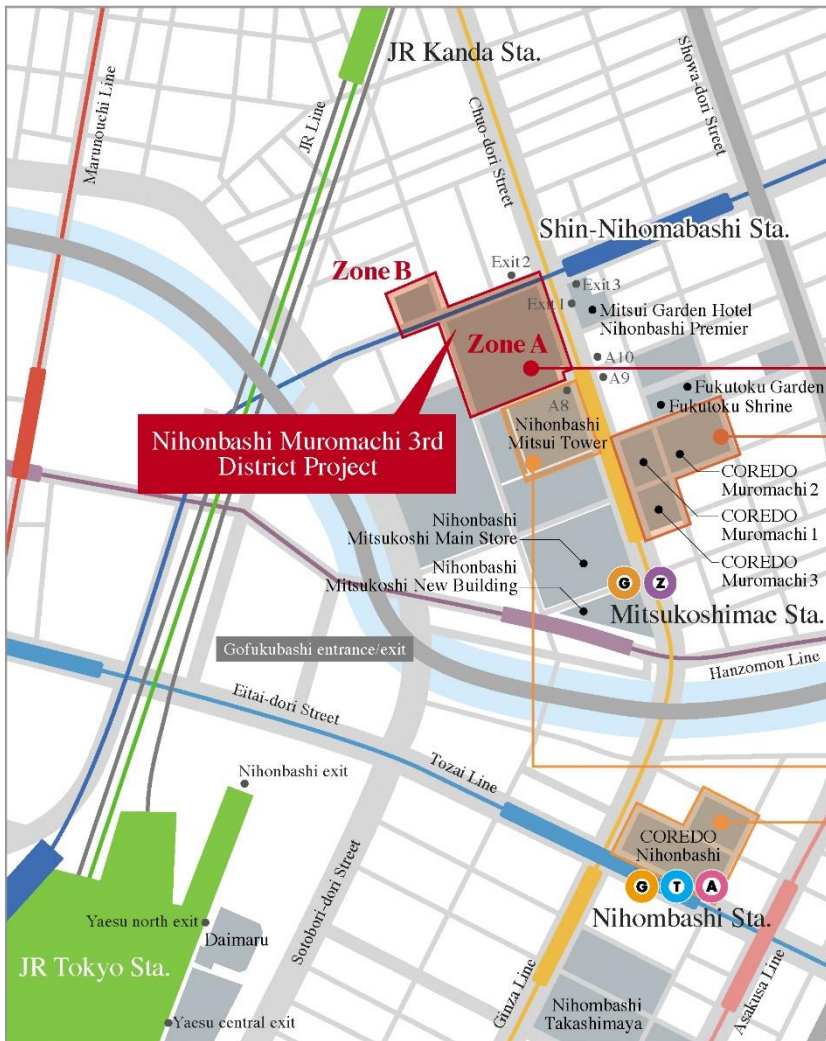 JR Kanda Sta.
Marunouchi Line
JR Line
Chuo-dori Street
Showa-dori Street
Shin-Nihomabashi Sta.
Zone B
Exit 2
Exit 3
Exit 1
Mitsui Garden Hotel
Nihonbashi Premier
Zone A
A10
A9
A8
Fukutoku Garden
Fukutoku Shrine
Nihonbashi Muromachi 3rd
District Project
Nihonbashi
Mitsui Tower
COREDO
Muromachi 2
COREDO
Muromachi 1
COREDO
Muromachi 3
Nihonbashi
Mitsukoshi Main Store
Nihonbashi
Mitsukoshi New Building
G Z
Mitsukoshimac Sta.
Gofukubashi entrance/exit
Hanzomon Line
Eitai-dori Street
Tozai Line
Nihonbashi exit
COREDO
Nihonbashi
G T A
Nihombashi Sta.
Sotobori-dori Street
Yaesu north exit
Daimaru
JR Tokyo Sta.
Ginza Line
Nihombashi
Takashimaya
Asakusa Line
Yaesu central exit